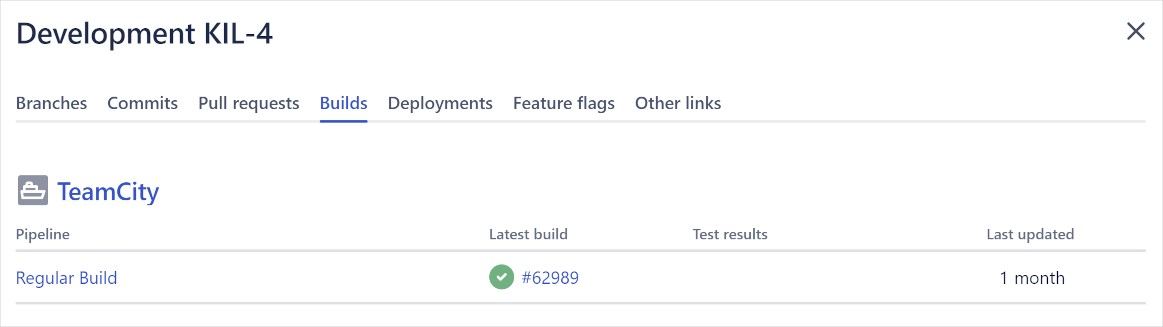 Development KIL-4
Branches Commits Pull requests Builds Deployments Feature flags Other links
TeamCity
Pipeline Latest build Test results Last updated
Regular Build #62989 1 month